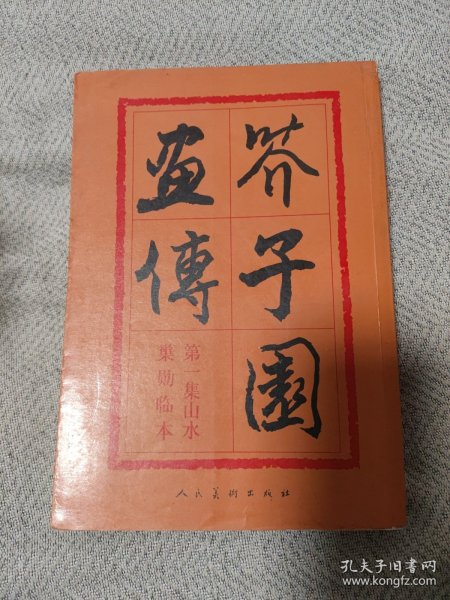 芥子園
畫傳
第一集山水
巢勋临本
人民美術出版社
孔夫子旧书网
www.kongfz.com